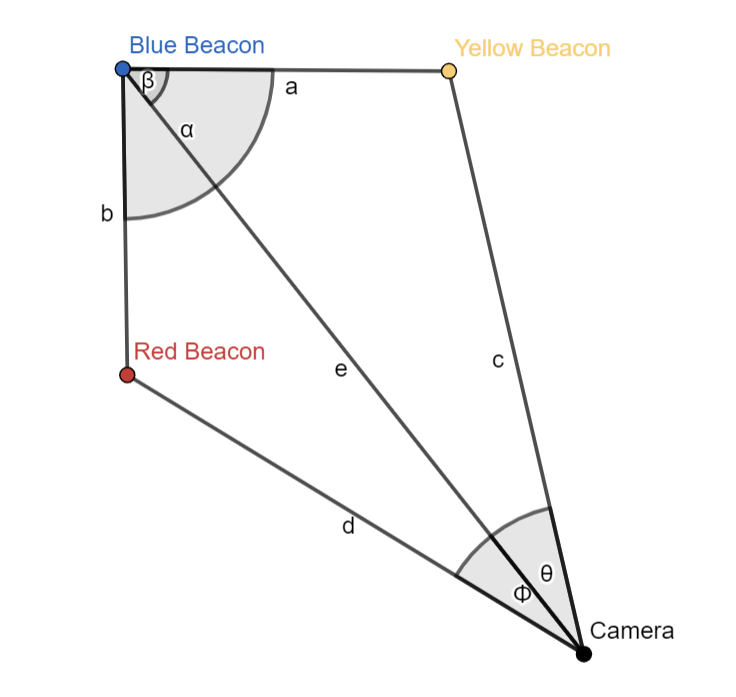 Blue Beacon
Yellow Beacon
β
a
α
b
Red Beacon
e
c
d
θ
Φ
Camera